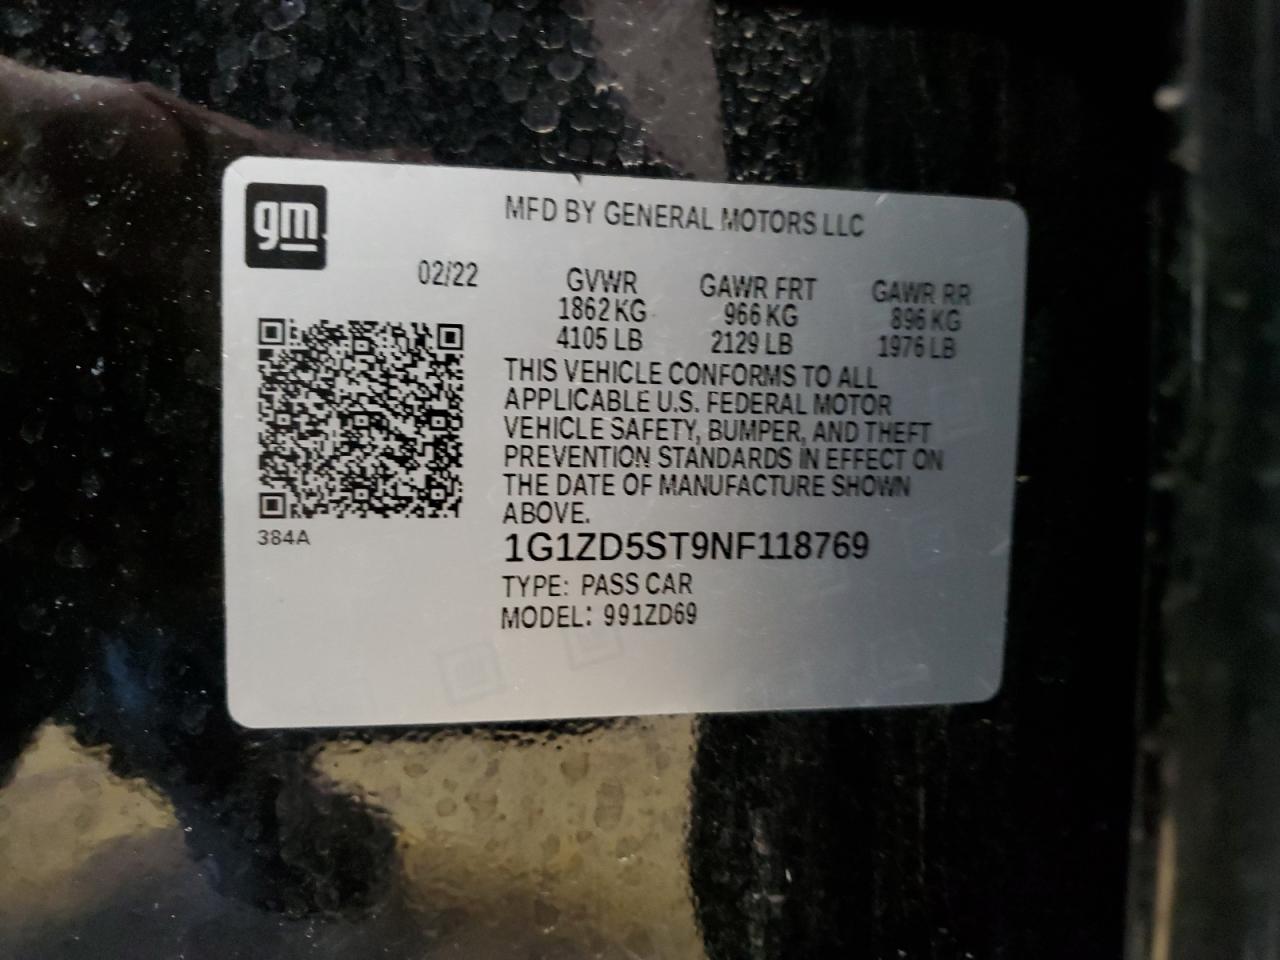 gm
MFD BY GENERAL MOTORS LLC
02/22
GVWR GAWR FRT GAWR RR
1862 KG 966 KG 896 KG
4105 LB 2129 LB 1976 LB
THIS VEHICLE CONFORMS TO ALL
APPLICABLE U.S. FEDERAL MOTOR
VEHICLE SAFETY, BUMPER, AND THEFT
PREVENTION STANDARDS IN EFFECT ON
THE DATE OF MANUFACTURE SHOWN
ABOVE.
384A
1G1ZD5ST9NF118769
TYPE: PASS CAR
MODEL: 991ZD69